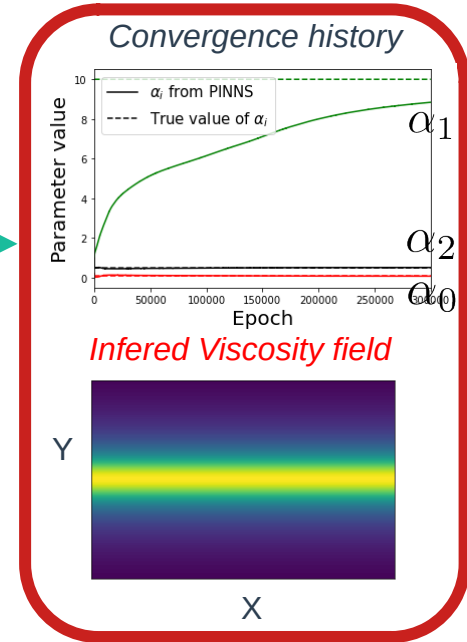 Convergence history
10
8
6
4
2
0
Parameter value
αᵢ from PINNS
True value of αᵢ
α₁
α₂
α₀
0 50000 100000 150000 200000 250000 300000
Epoch
Infered Viscosity field
Y
X